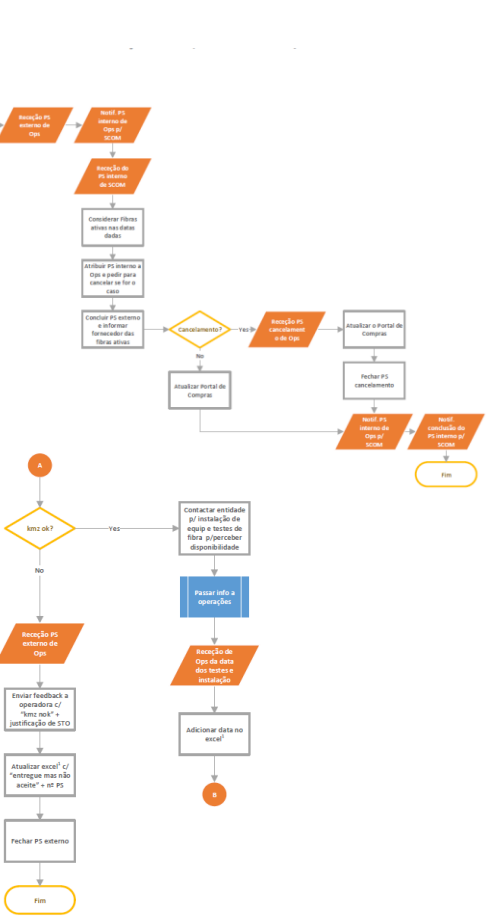 Receção PS
externo de
Ops
Notif. PS
interno de
Ops p/
SCOM
Receção de
PS interno
de SCOM
Considerar Fibras
ativas nas datas
dadas
Atribuir PS interno a
Ops e pedir para
cancelar se for o
caso
Concluir PS externo
e informar
fornecedor das
fibras ativas
Cancelamento?
Yes
No
Receção PS
Cancelament
o de Ops
Atualizar o Portal de
Compras
Atualizar Portal de
Compras
Fechar PS
cancelamento
Notif. PS
interno de
Ops p/
SCOM
Notif.
conclusão do
PS interno p/
SCOM
Fim
A
kmz ok?
Yes
No
Contactar entidade
p/ instalação de
equip e testes de
fibra p/perceber
disponibilidade
Passar info a
operações
Receção PS
externo de
Ops
Receção de
Ops da data
dos testes e
instalação
Enviar feedback a
operadora c/
"kmz nok" +
justificação de STO
Adicionar data no
excel¹
Atualizar excel¹ c/
"entregue mas não
aceite" + nº PS
B
Fechar PS externo
Fim